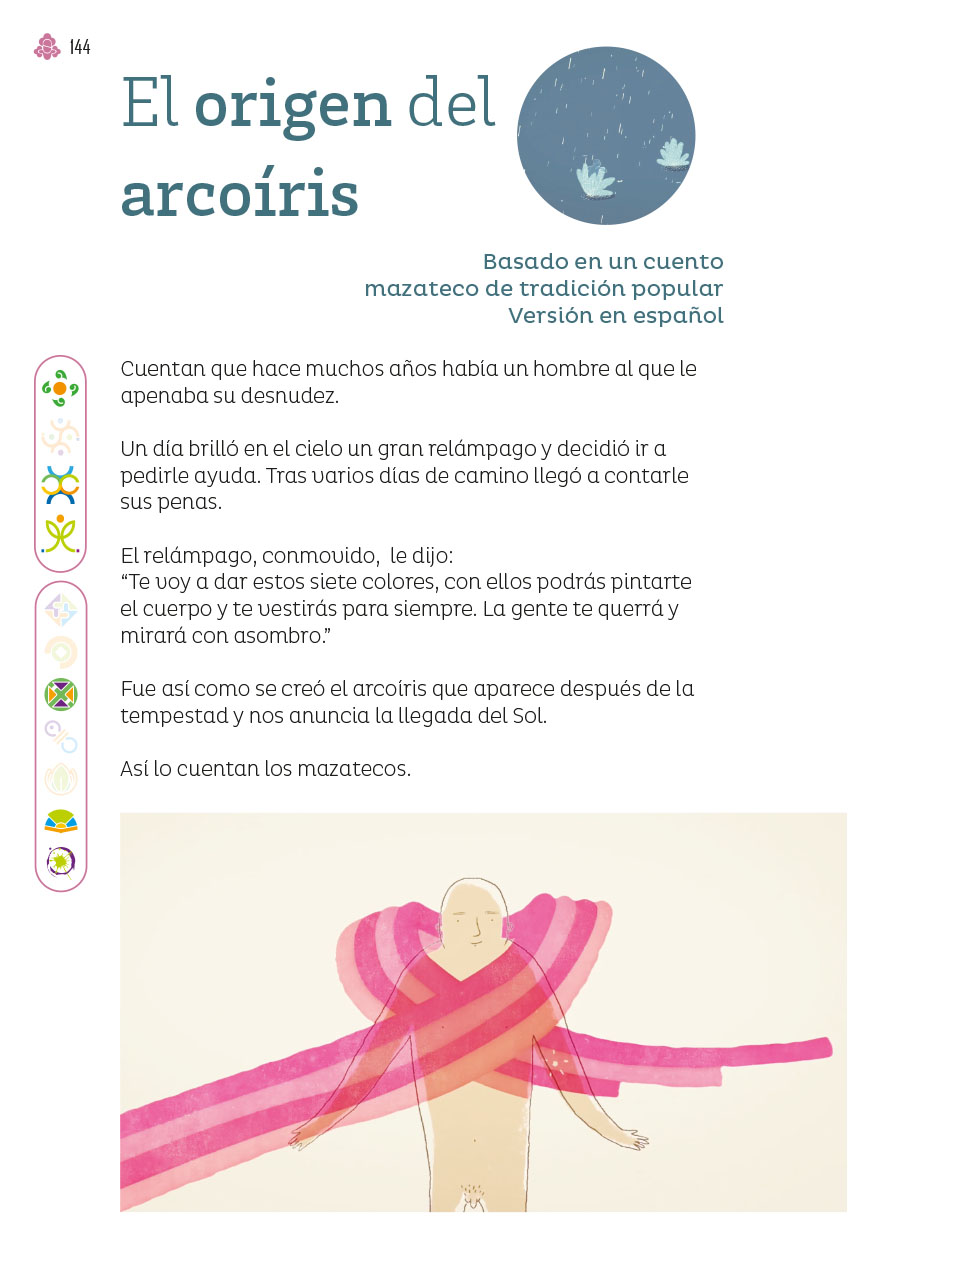 144
El origen del
arcoíris
Basado en un cuento
mazateco de tradición popular
Versión en español
Cuentan que hace muchos años había un hombre al que le
apenaba su desnudez.
Un día brilló en el cielo un gran relámpago y decidió ir a
pedirle ayuda. Tras varios días de camino llegó a contarle
sus penas.
El relámpago, conmovido,  le dijo:
“Te voy a dar estos siete colores, con ellos podrás pintarte
el cuerpo y te vestirás para siempre. La gente te querrá y
mirará con asombro.”
Fue así como se creó el arcoíris que aparece después de la
tempestad y nos anuncia la llegada del Sol.
Así lo cuentan los mazatecos.